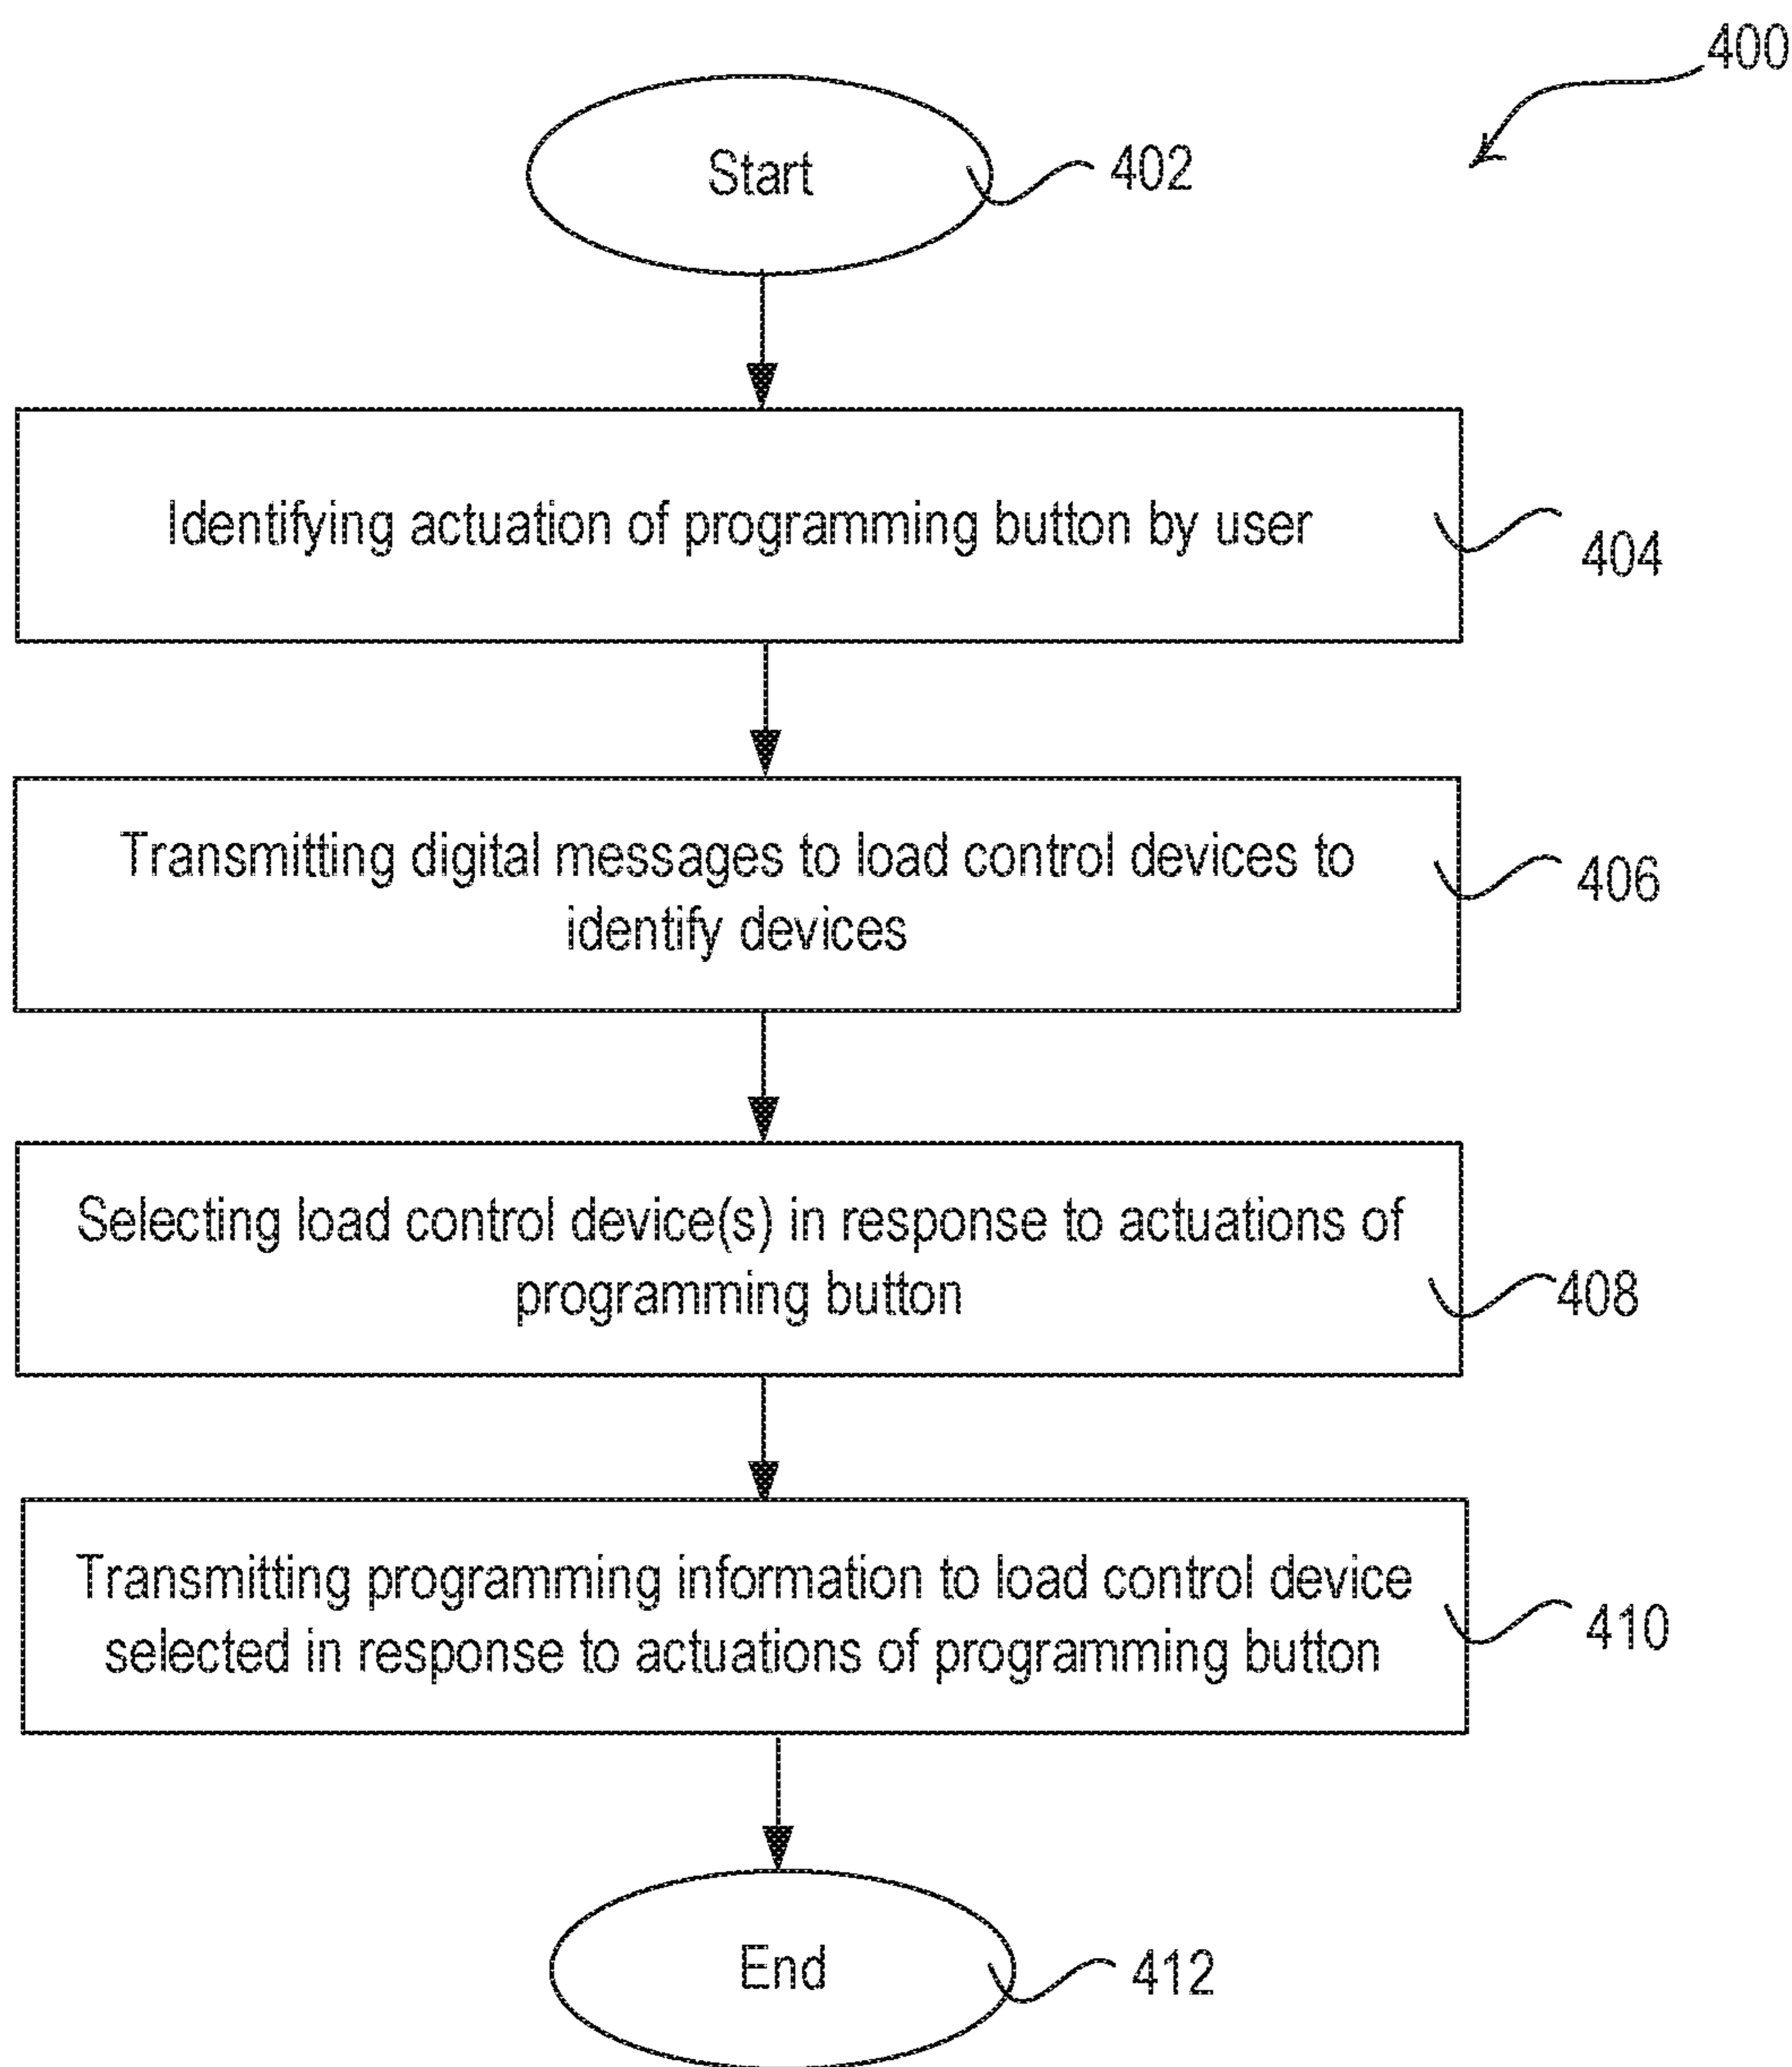 400
Start
402
Identifying actuation of programming button by user
404
Transmitting digital messages to load control devices to
identify devices
406
Selecting load control device(s) in response to actuations of
programming button
408
Transmitting programming information to load control device
selected in response to actuations of programming button
410
End
412